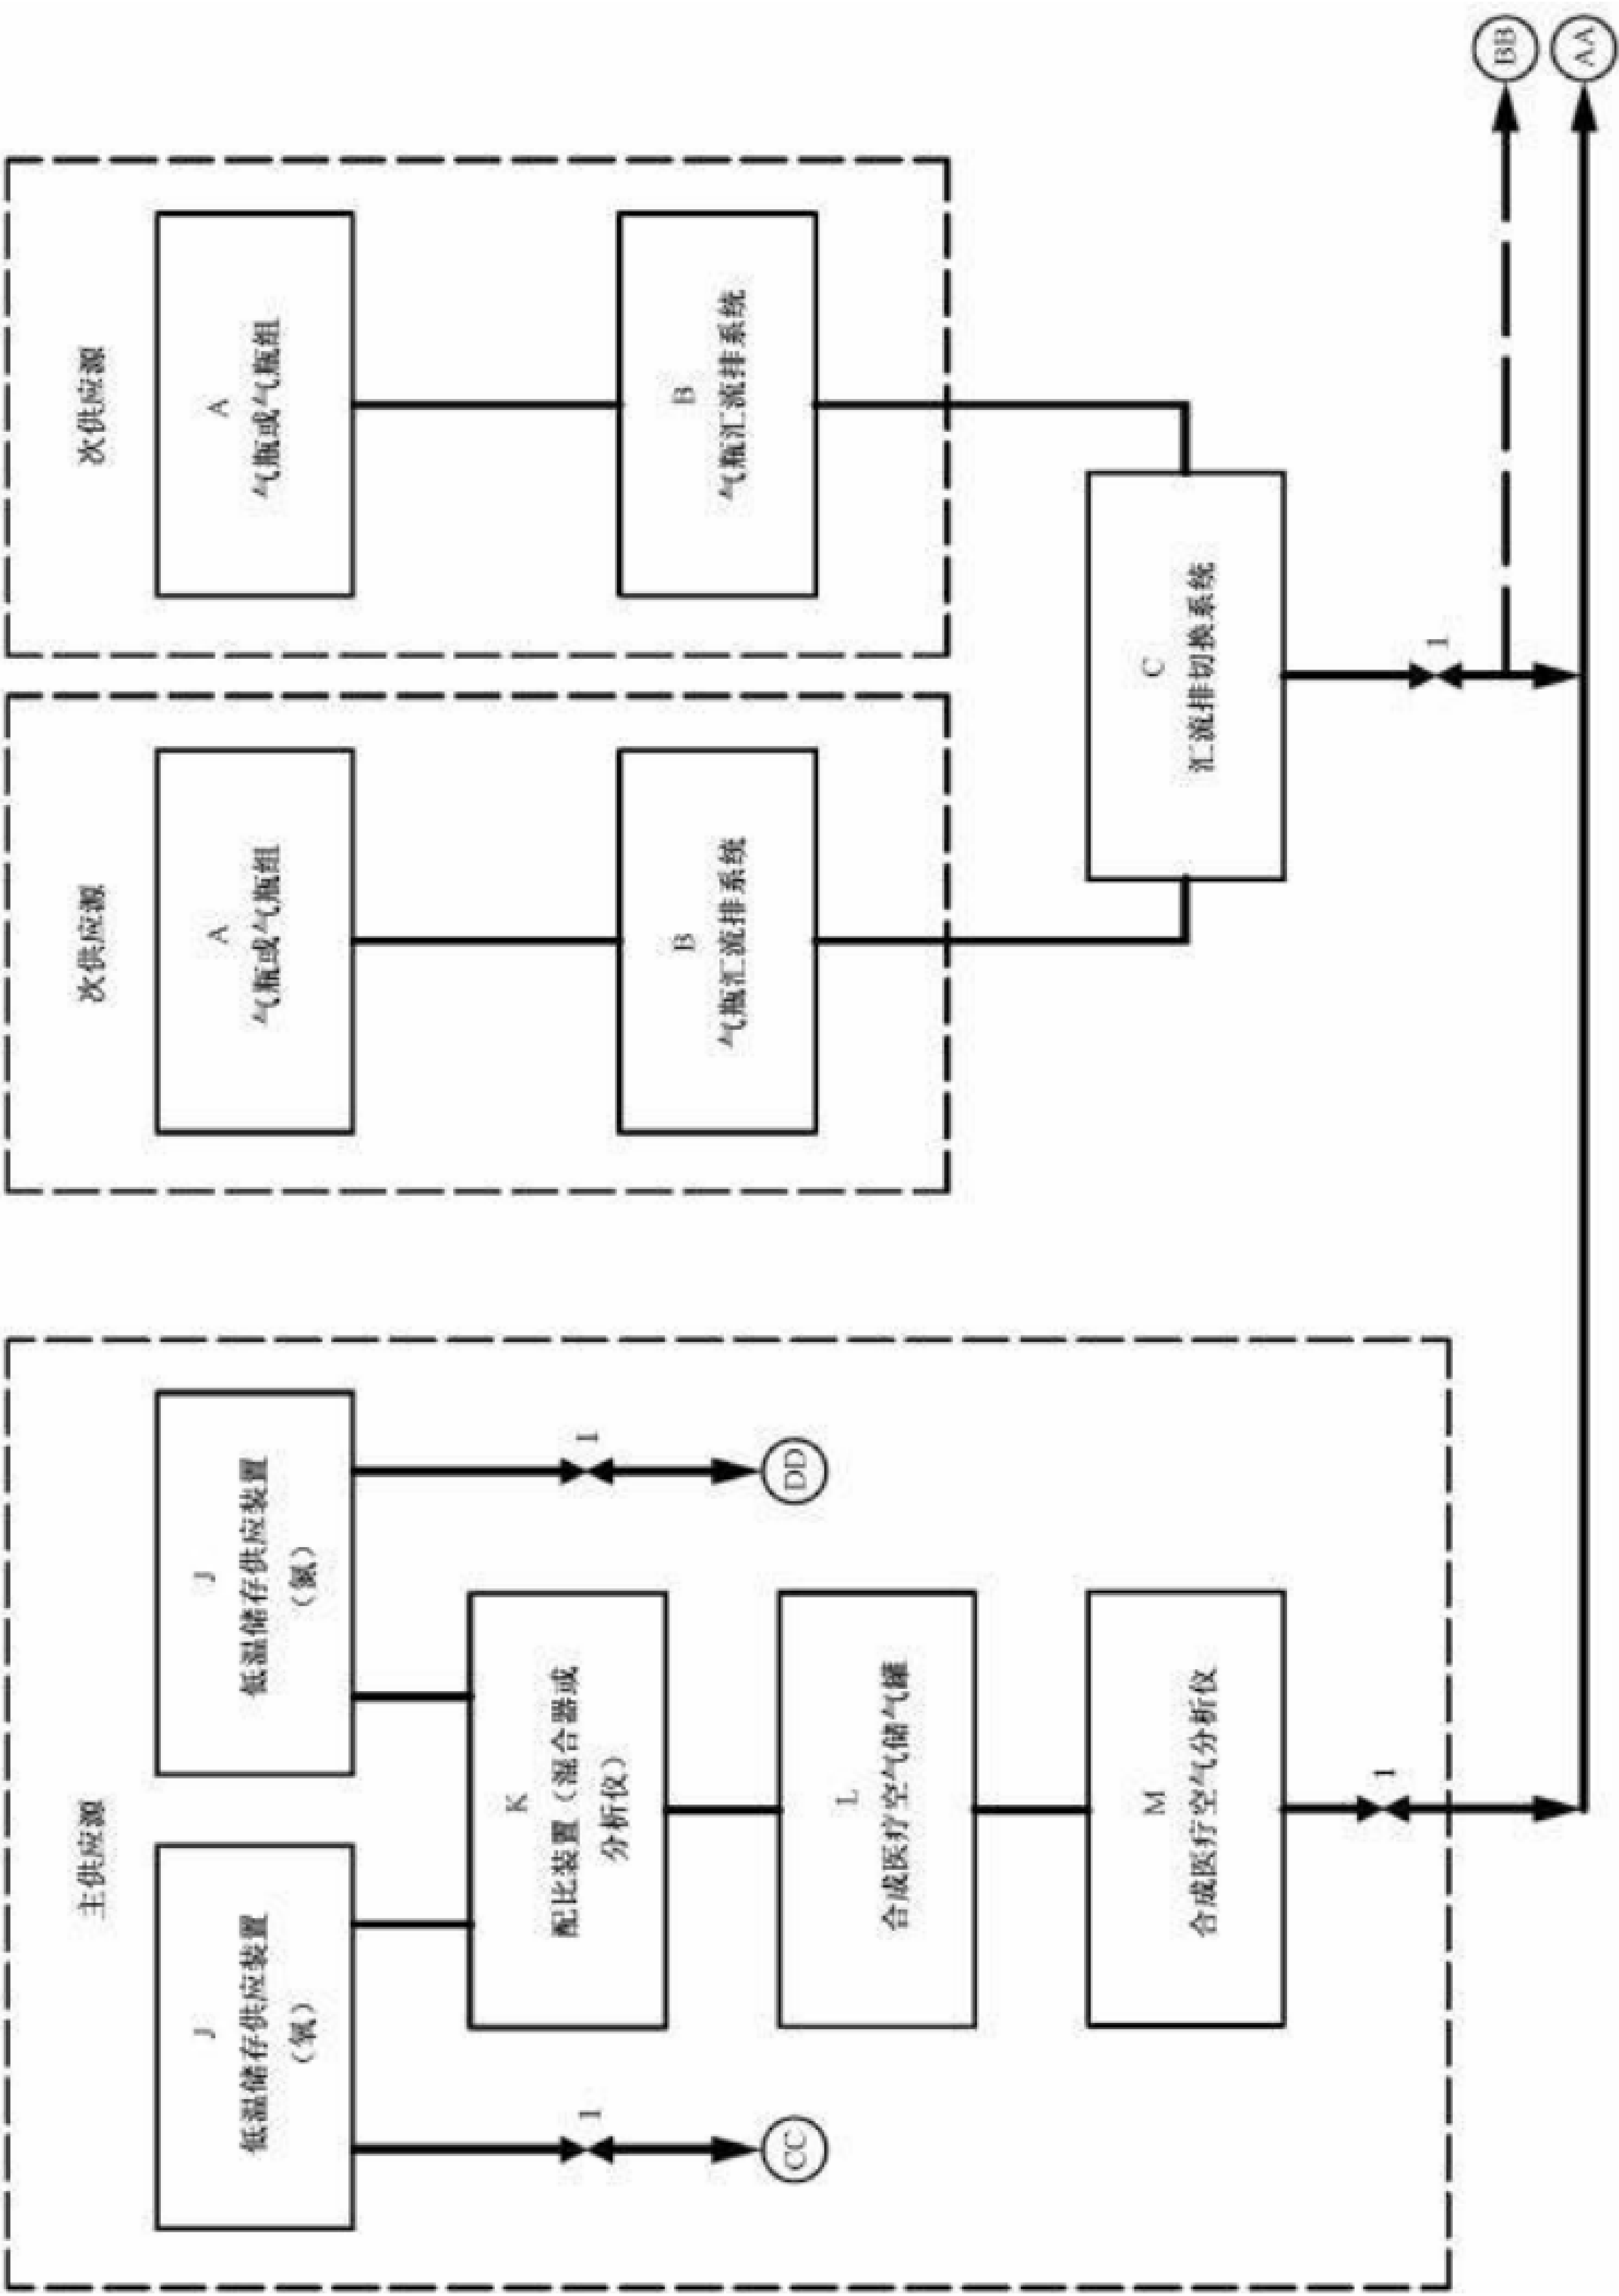 主供应源
J
低温储存供应装置
（氧）
CC
1
J
低温储存供应装置
（氮）
1
DD
K
配比装置（混合器或
分析仪）
L
合成医疗空气储气罐
M
合成医疗空气分析仪
1
次供应源
A
气瓶或气瓶组
B
气瓶汇流排系统
次供应源
A
气瓶或气瓶组
B
气瓶汇流排系统
C
汇流排切换系统
1
BB
AA